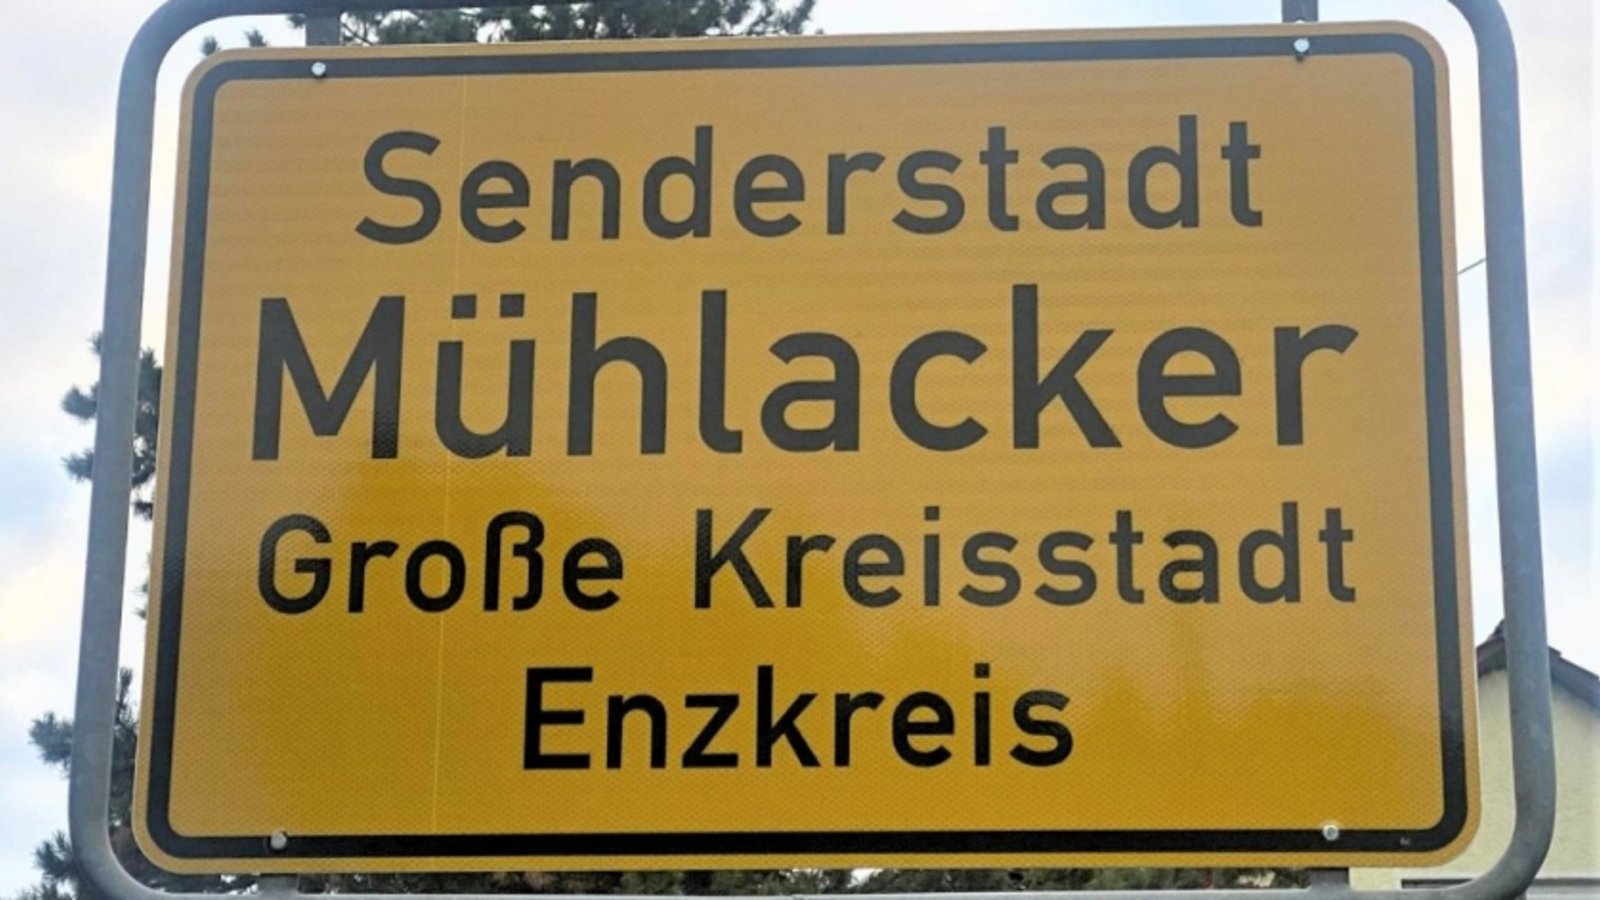 Senderstadt
Mühlacker
Große Kreisstadt
Enzkreis